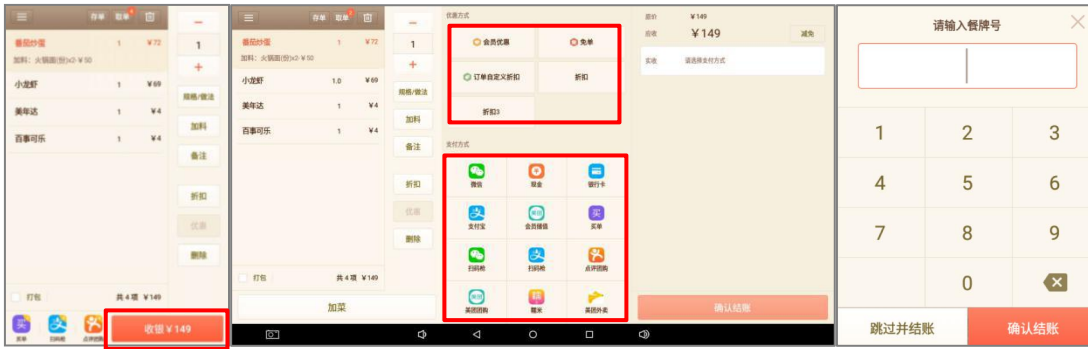 存单 取单
番茄炒蛋 1 ¥72
加料：火锅面(份)x2-¥50
小龙虾 1 ¥69
美年达 1 ¥4
百事可乐 1 ¥4
1
规格/做法
加料
备注
折扣
优惠
删除
打包 共4项 ¥149
买单 扫码枪 点评团购
收银¥149
存单 取单
番茄炒蛋 1 ¥72
加料：火锅面(份)x2-¥50
小龙虾 1.0 ¥69
美年达 1 ¥4
百事可乐 1 ¥4
1
规格/做法
加料
备注
折扣
优惠
删除
打包 共4项 ¥149
加菜
优惠方式
会员优惠 免单
订单自定义折扣 折扣
折扣3
支付方式
微信 现金 银行卡
支付宝 会员储值 买单
扫码枪 扫码枪 点评团购
美团团购 糯米 美团外卖
¥149
应收 ¥149 减免
实收 请选择支付方式
确认结账
请输入餐牌号
1 2 3
4 5 6
7 8 9
0
跳过并结账 确认结账